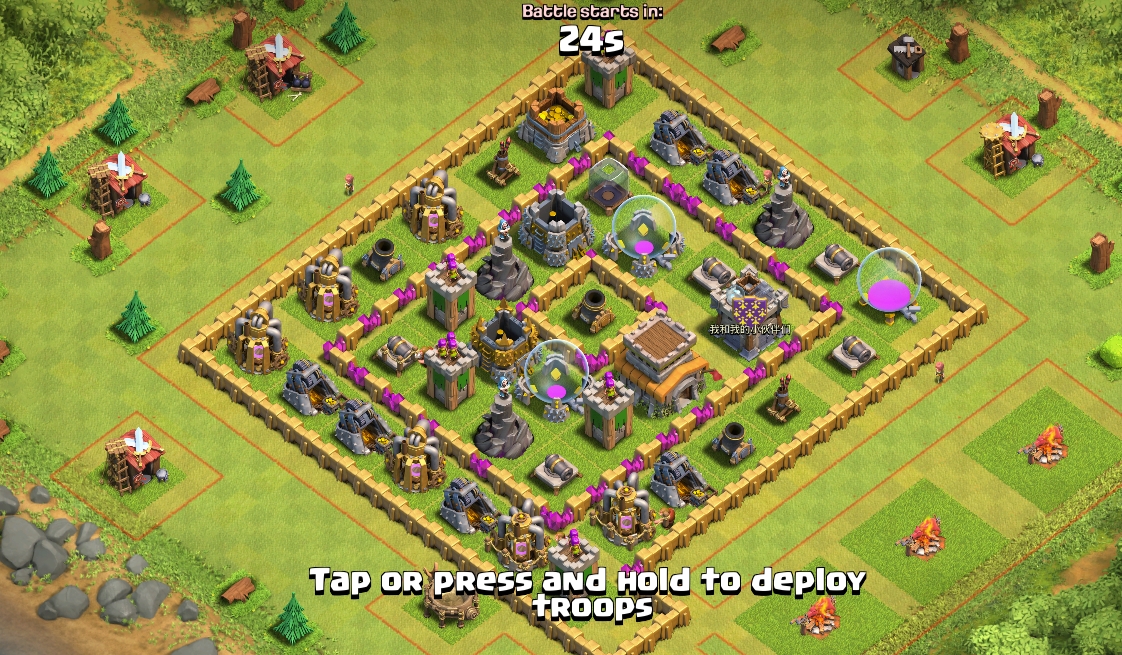 Battle starts in:
24s
我和我的小伙伴们
Tap or press and hold to deploy
troops